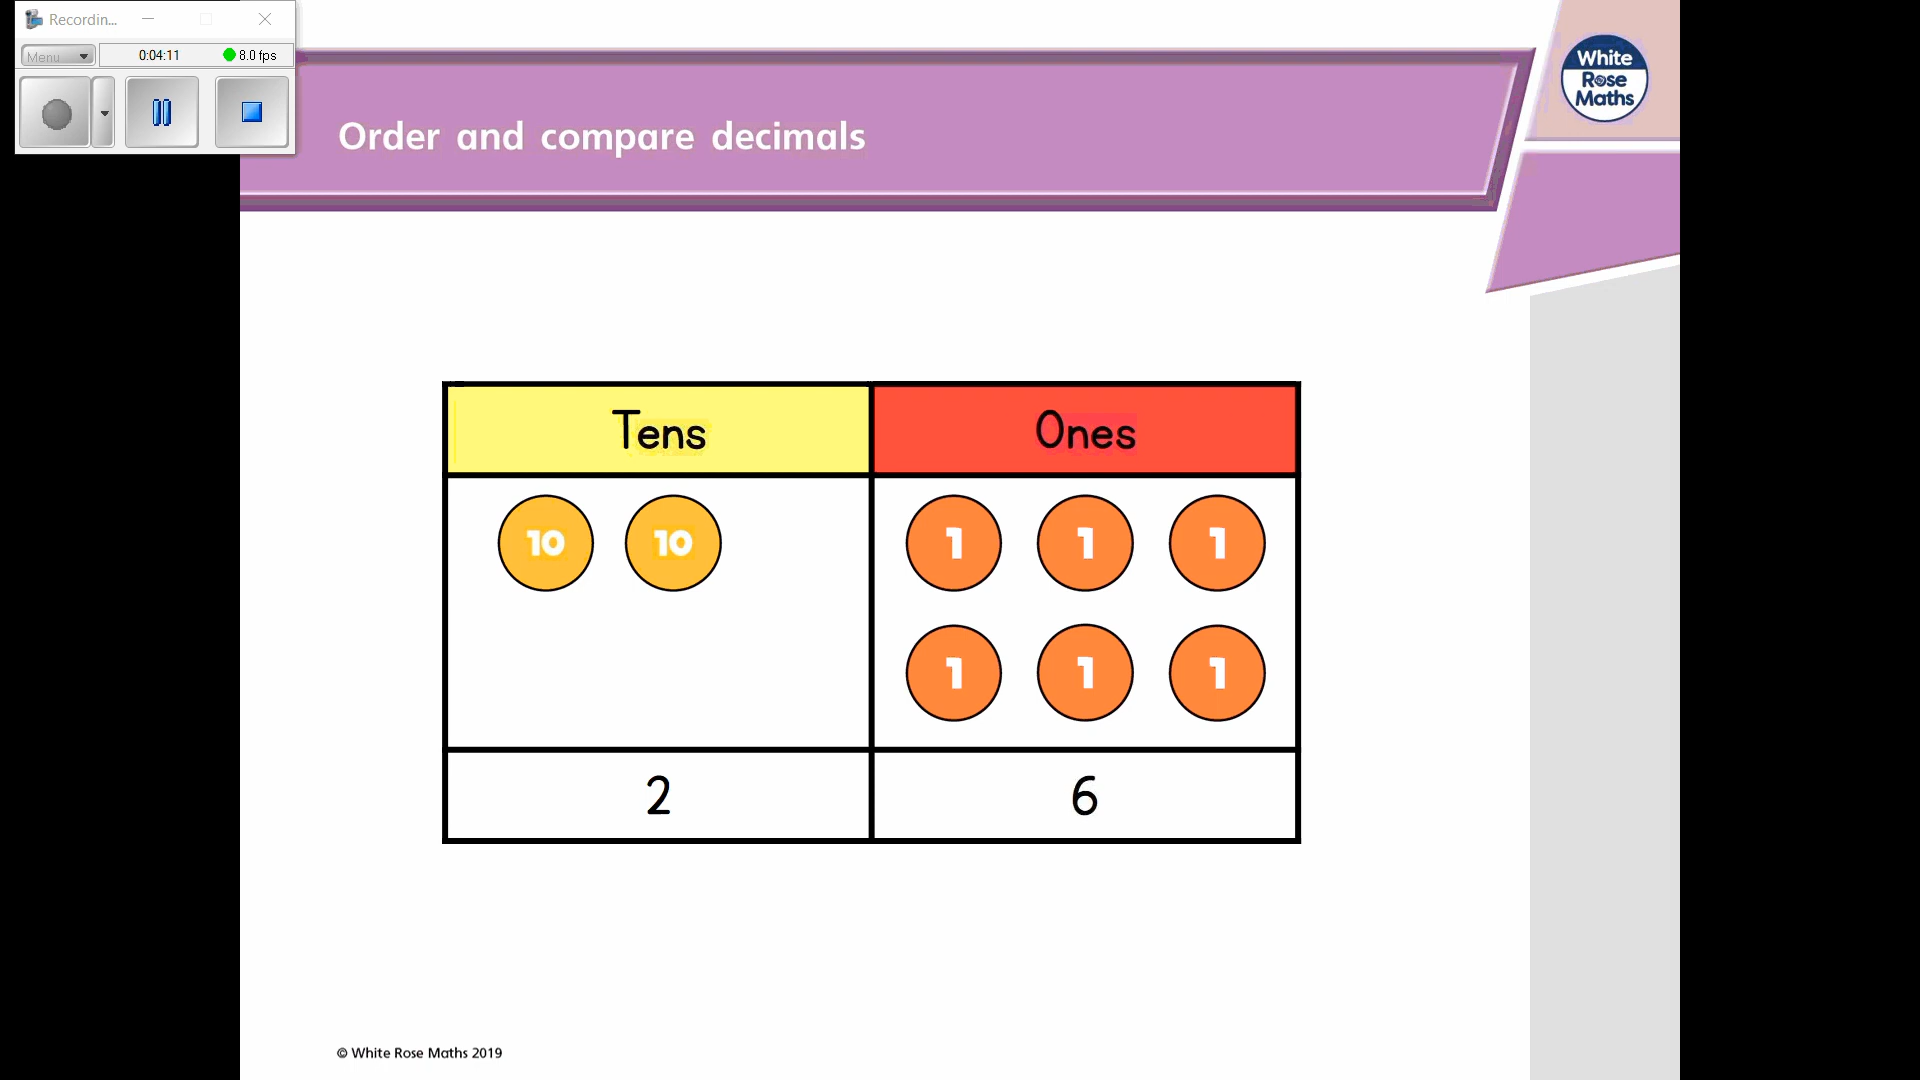 Recordin...
Menu
0:04:11
8.0 fps
White
Rose
Maths
Order and compare decimals
Tens Ones
10 10 1 1 1
1 1 1
2 6
© White Rose Maths 2019